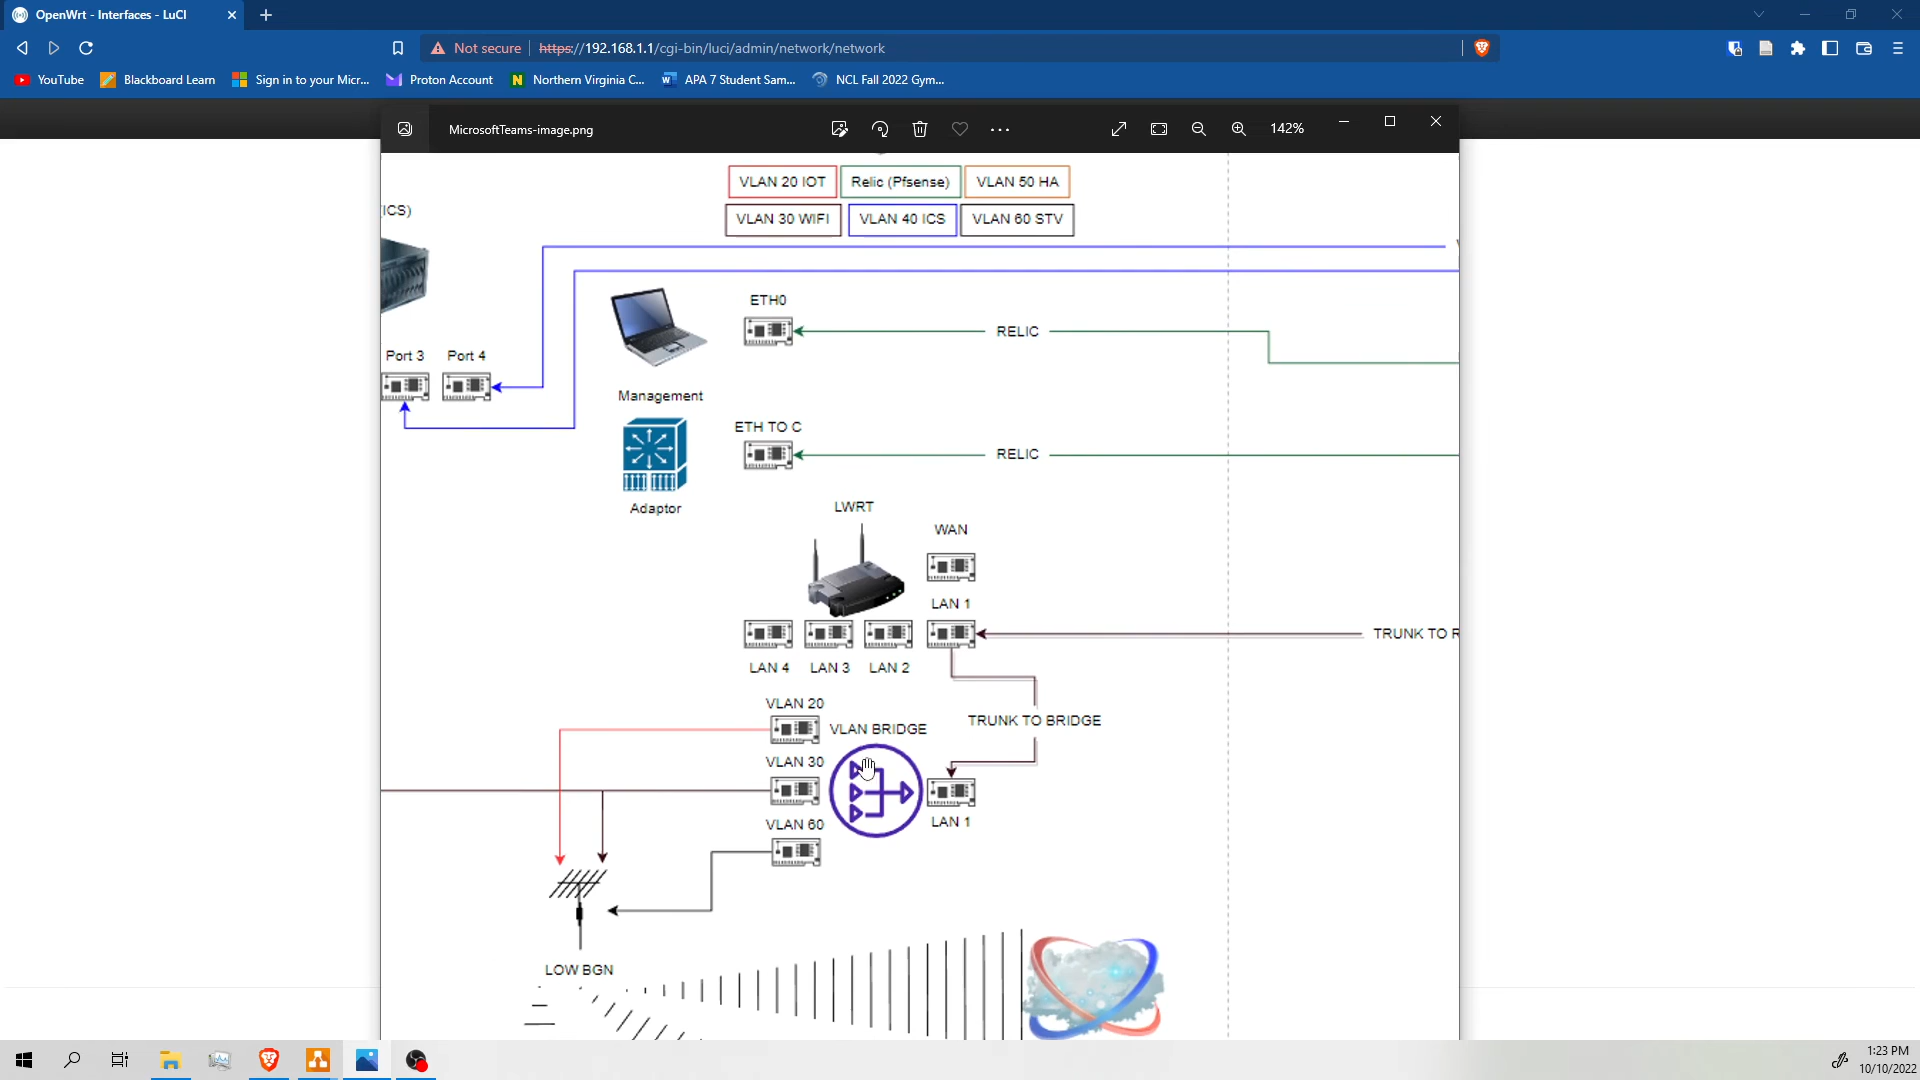 OpenWrt - Interfaces - LuCI
Not secure
https://192.168.1.1/cgi-bin/luci/admin/network/network
YouTube
Blackboard Learn
Sign in to your Micr...
Proton Account
Northern Virginia C...
APA 7 Student Sam...
NCL Fall 2022 Gym...
MicrosoftTeams-image.png
142%
VLAN 20 IOT
Relic (Pfsense)
VLAN 50 HA
VLAN 30 WIFI
VLAN 40 ICS
VLAN 60 STV
(ICS)
ETH0
RELIC
Port 3
Port 4
Management
ETH TO C
RELIC
Adaptor
LWRT
WAN
LAN 1
TRUNK TO R
LAN 4
LAN 3
LAN 2
VLAN 20
VLAN BRIDGE
TRUNK TO BRIDGE
VLAN 30
VLAN 60
LAN 1
LOW BGN
1:23 PM
10/10/2022